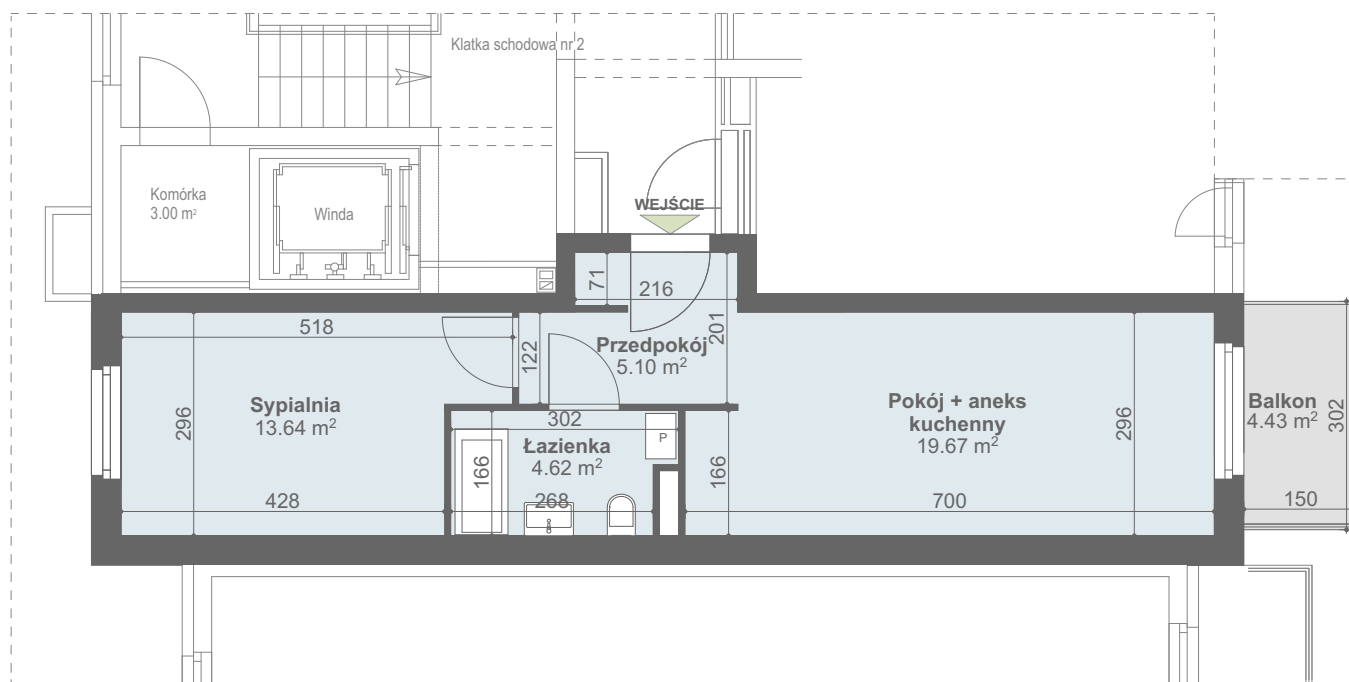 Klatka schodowa nr 2
Komórka
3.00 m²
Winda
WEJŚCIE
71
216
201
518
122
Przedpokój
5.10 m²
296
Sypialnia
13.64 m²
428
302
P
Łazienka
4.62 m²
166
268
166
Pokój + aneks
kuchenny
19.67 m²
700
296
Balkon
4.43 m²
302
150